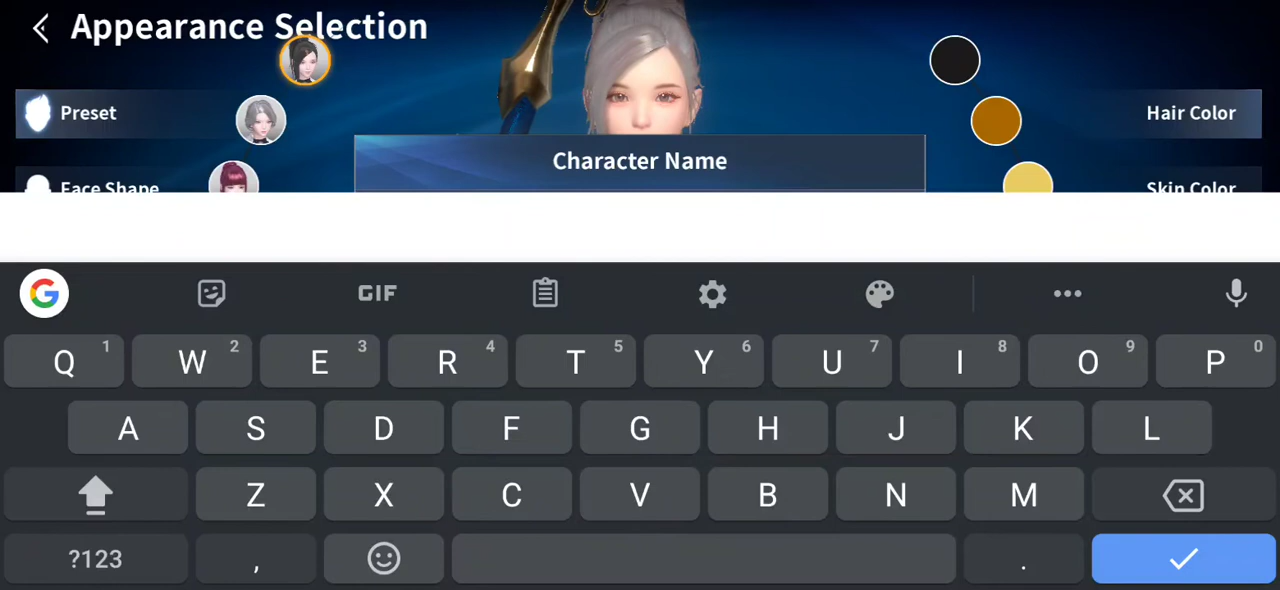 Appearance Selection
Preset
Hair Color
Character Name
Face Shape
Skin Color
GIF
Q 1 W 2 E 3 R 4 T 5 Y 6 U 7 I 8 O 9 P 0
A S D F G H J K L
Z X C V B N M
?123 , .